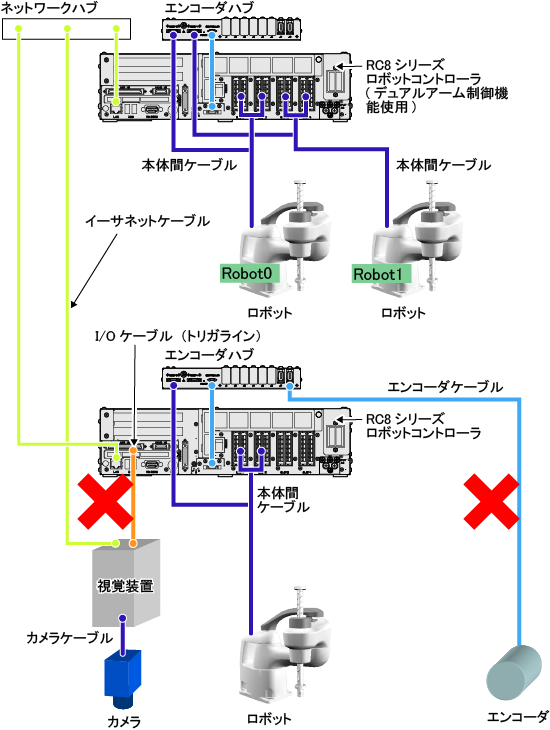 ネットワークハブ
エンコーダハブ
RC8 シリーズ
ロボットコントローラ
( デュアルアーム制御機
能使用 )
本体間ケーブル
本体間ケーブル
イーサネットケーブル
Robot0
Robot1
ロボット
ロボット
I/O ケーブル (トリガライン)
エンコーダハブ
エンコーダケーブル
RC8 シリーズ
ロボットコントローラ
本体間
ケーブル
視覚装置
カメラケーブル
カメラ
ロボット
エンコーダ